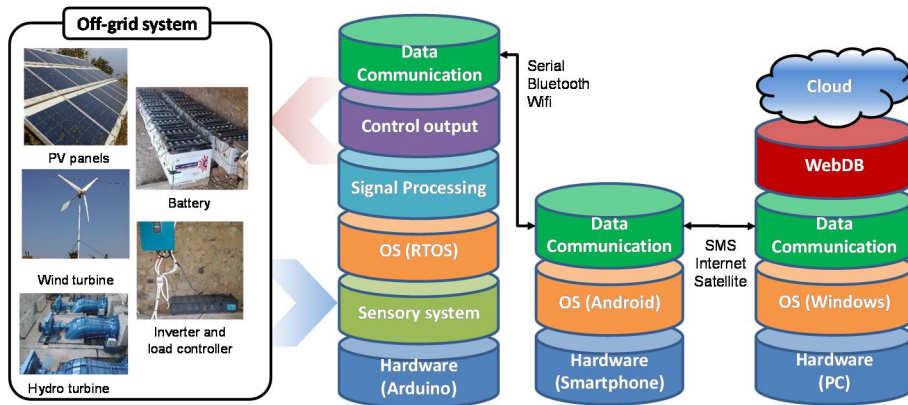 Off-grid system
PV panels
Battery
Wind turbine
Inverter and
load controller
Hydro turbine
Data
Communication
Control output
Signal Processing
OS (RTOS)
Sensory system
Hardware
(Arduino)
Serial
Bluetooth
Wifi
Data
Communication
OS (Android)
Hardware
(Smartphone)
SMS
Internet
Satellite
Cloud
WebDB
Data
Communication
OS (Windows)
Hardware
(PC)